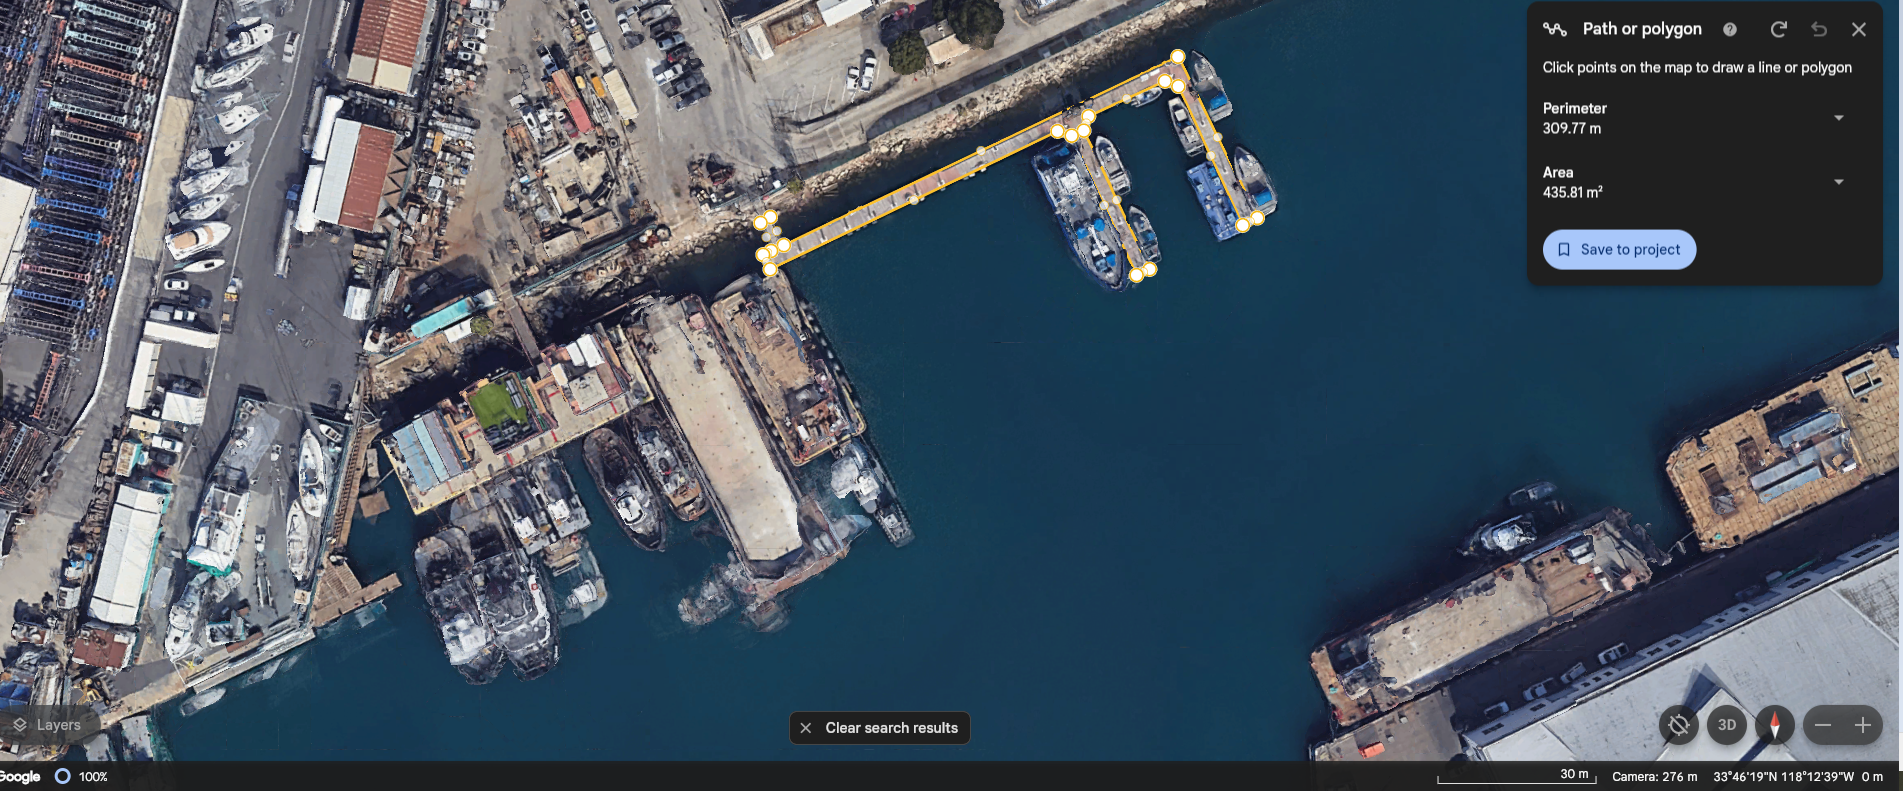 Path or polygon
Click points on the map to draw a line or polygon
Perimeter
309.77 m
Area
435.81 m²
Save to project
Layers
Clear search results
3D
Google
100%
30 m
Camera: 276 m
33°46'19"N 118°12'39"W
0 m